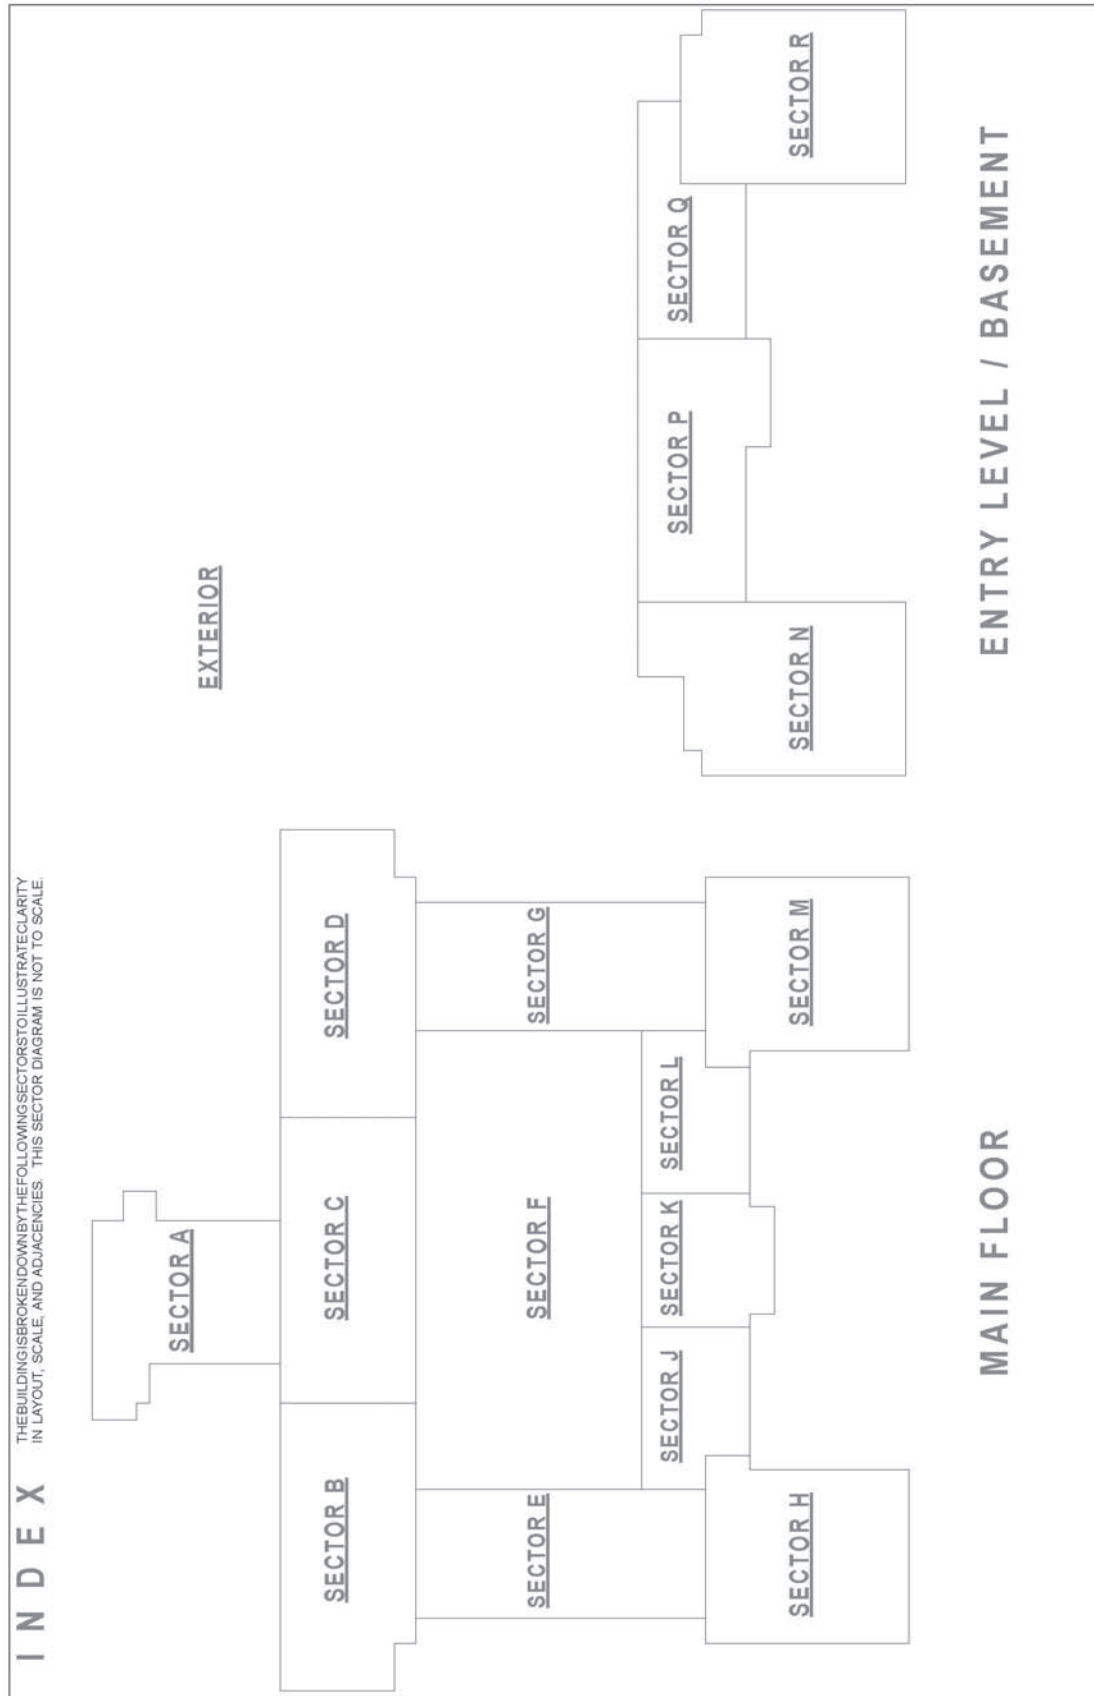 INDEX
THEBUILDINGISBROKENDOWNBYTHEFOLLOWINGSECTORSTOILLUSTRATECLARITY
IN LAYOUT, SCALE, AND ADJACENCIES. THIS SECTOR DIAGRAM IS NOT TO SCALE.
SECTOR A
EXTERIOR
SECTOR B
SECTOR C
SECTOR D
SECTOR E
SECTOR F
SECTOR G
SECTOR J
SECTOR K
SECTOR L
SECTOR H
SECTOR M
SECTOR P
SECTOR Q
SECTOR N
SECTOR R
MAIN FLOOR
ENTRY LEVEL / BASEMENT